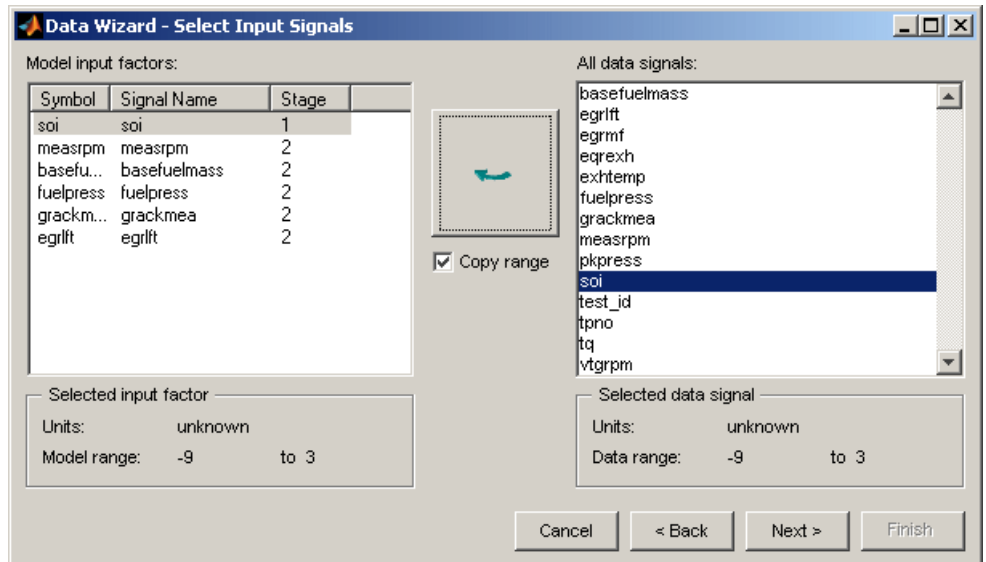 Data Wizard - Select Input Signals
Model input factors:
Symbol Signal Name Stage
soi soi 1
measrpm measrpm 2
basefu... basefuelmass 2
fuelpress fuelpress 2
grackm... grackmea 2
egrlft egrlft 2
Copy range
All data signals:
basefuelmass
egrlft
egrmf
eqrexh
exhtemp
fuelpress
grackmea
measrpm
pkpress
soi
test_id
tpno
tq
vtgrpm
Selected input factor
Units: unknown
Model range: -9 to 3
Selected data signal
Units: unknown
Data range: -9 to 3
Cancel < Back Next > Finish